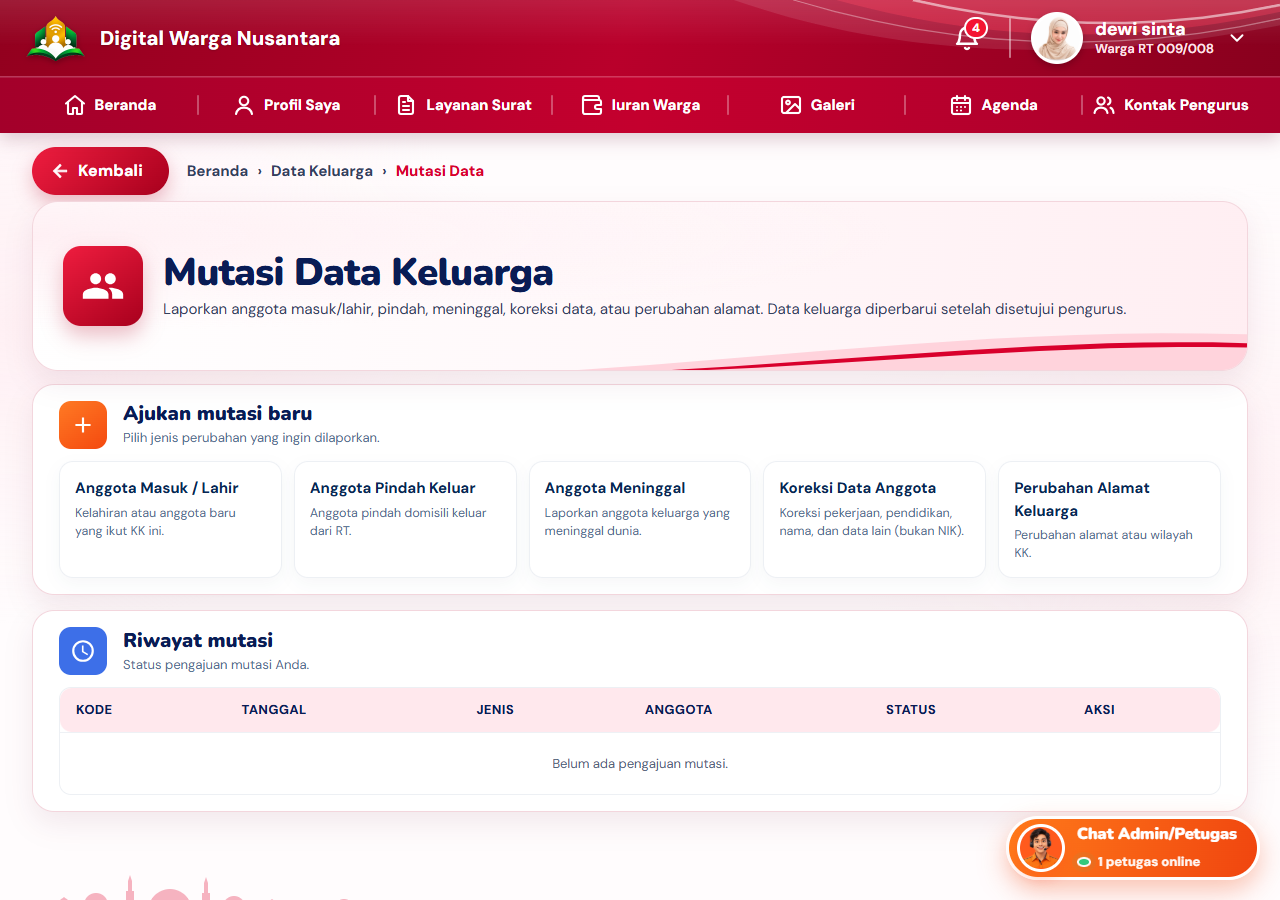 Digital Warga Nusantara
4
dewi sinta
Warga RT 009/008
Beranda
Profil Saya
Layanan Surat
Iuran Warga
Galeri
Agenda
Kontak Pengurus
Kembali
Beranda › Data Keluarga › Mutasi Data
Mutasi Data Keluarga
Laporkan anggota masuk/lahir, pindah, meninggal, koreksi data, atau perubahan alamat. Data keluarga diperbarui setelah disetujui pengurus.
Ajukan mutasi baru
Pilih jenis perubahan yang ingin dilaporkan.
Anggota Masuk / Lahir
Kelahiran atau anggota baru
yang ikut KK ini.
Anggota Pindah Keluar
Anggota pindah domisili keluar
dari RT.
Anggota Meninggal
Laporkan anggota keluarga yang
meninggal dunia.
Koreksi Data Anggota
Koreksi pekerjaan, pendidikan,
nama, dan data lain (bukan NIK).
Perubahan Alamat
Keluarga
Perubahan alamat atau wilayah
KK.
Riwayat mutasi
Status pengajuan mutasi Anda.
KODE TANGGAL JENIS ANGGOTA STATUS AKSI
Belum ada pengajuan mutasi.
Chat Admin/Petugas
1 petugas online